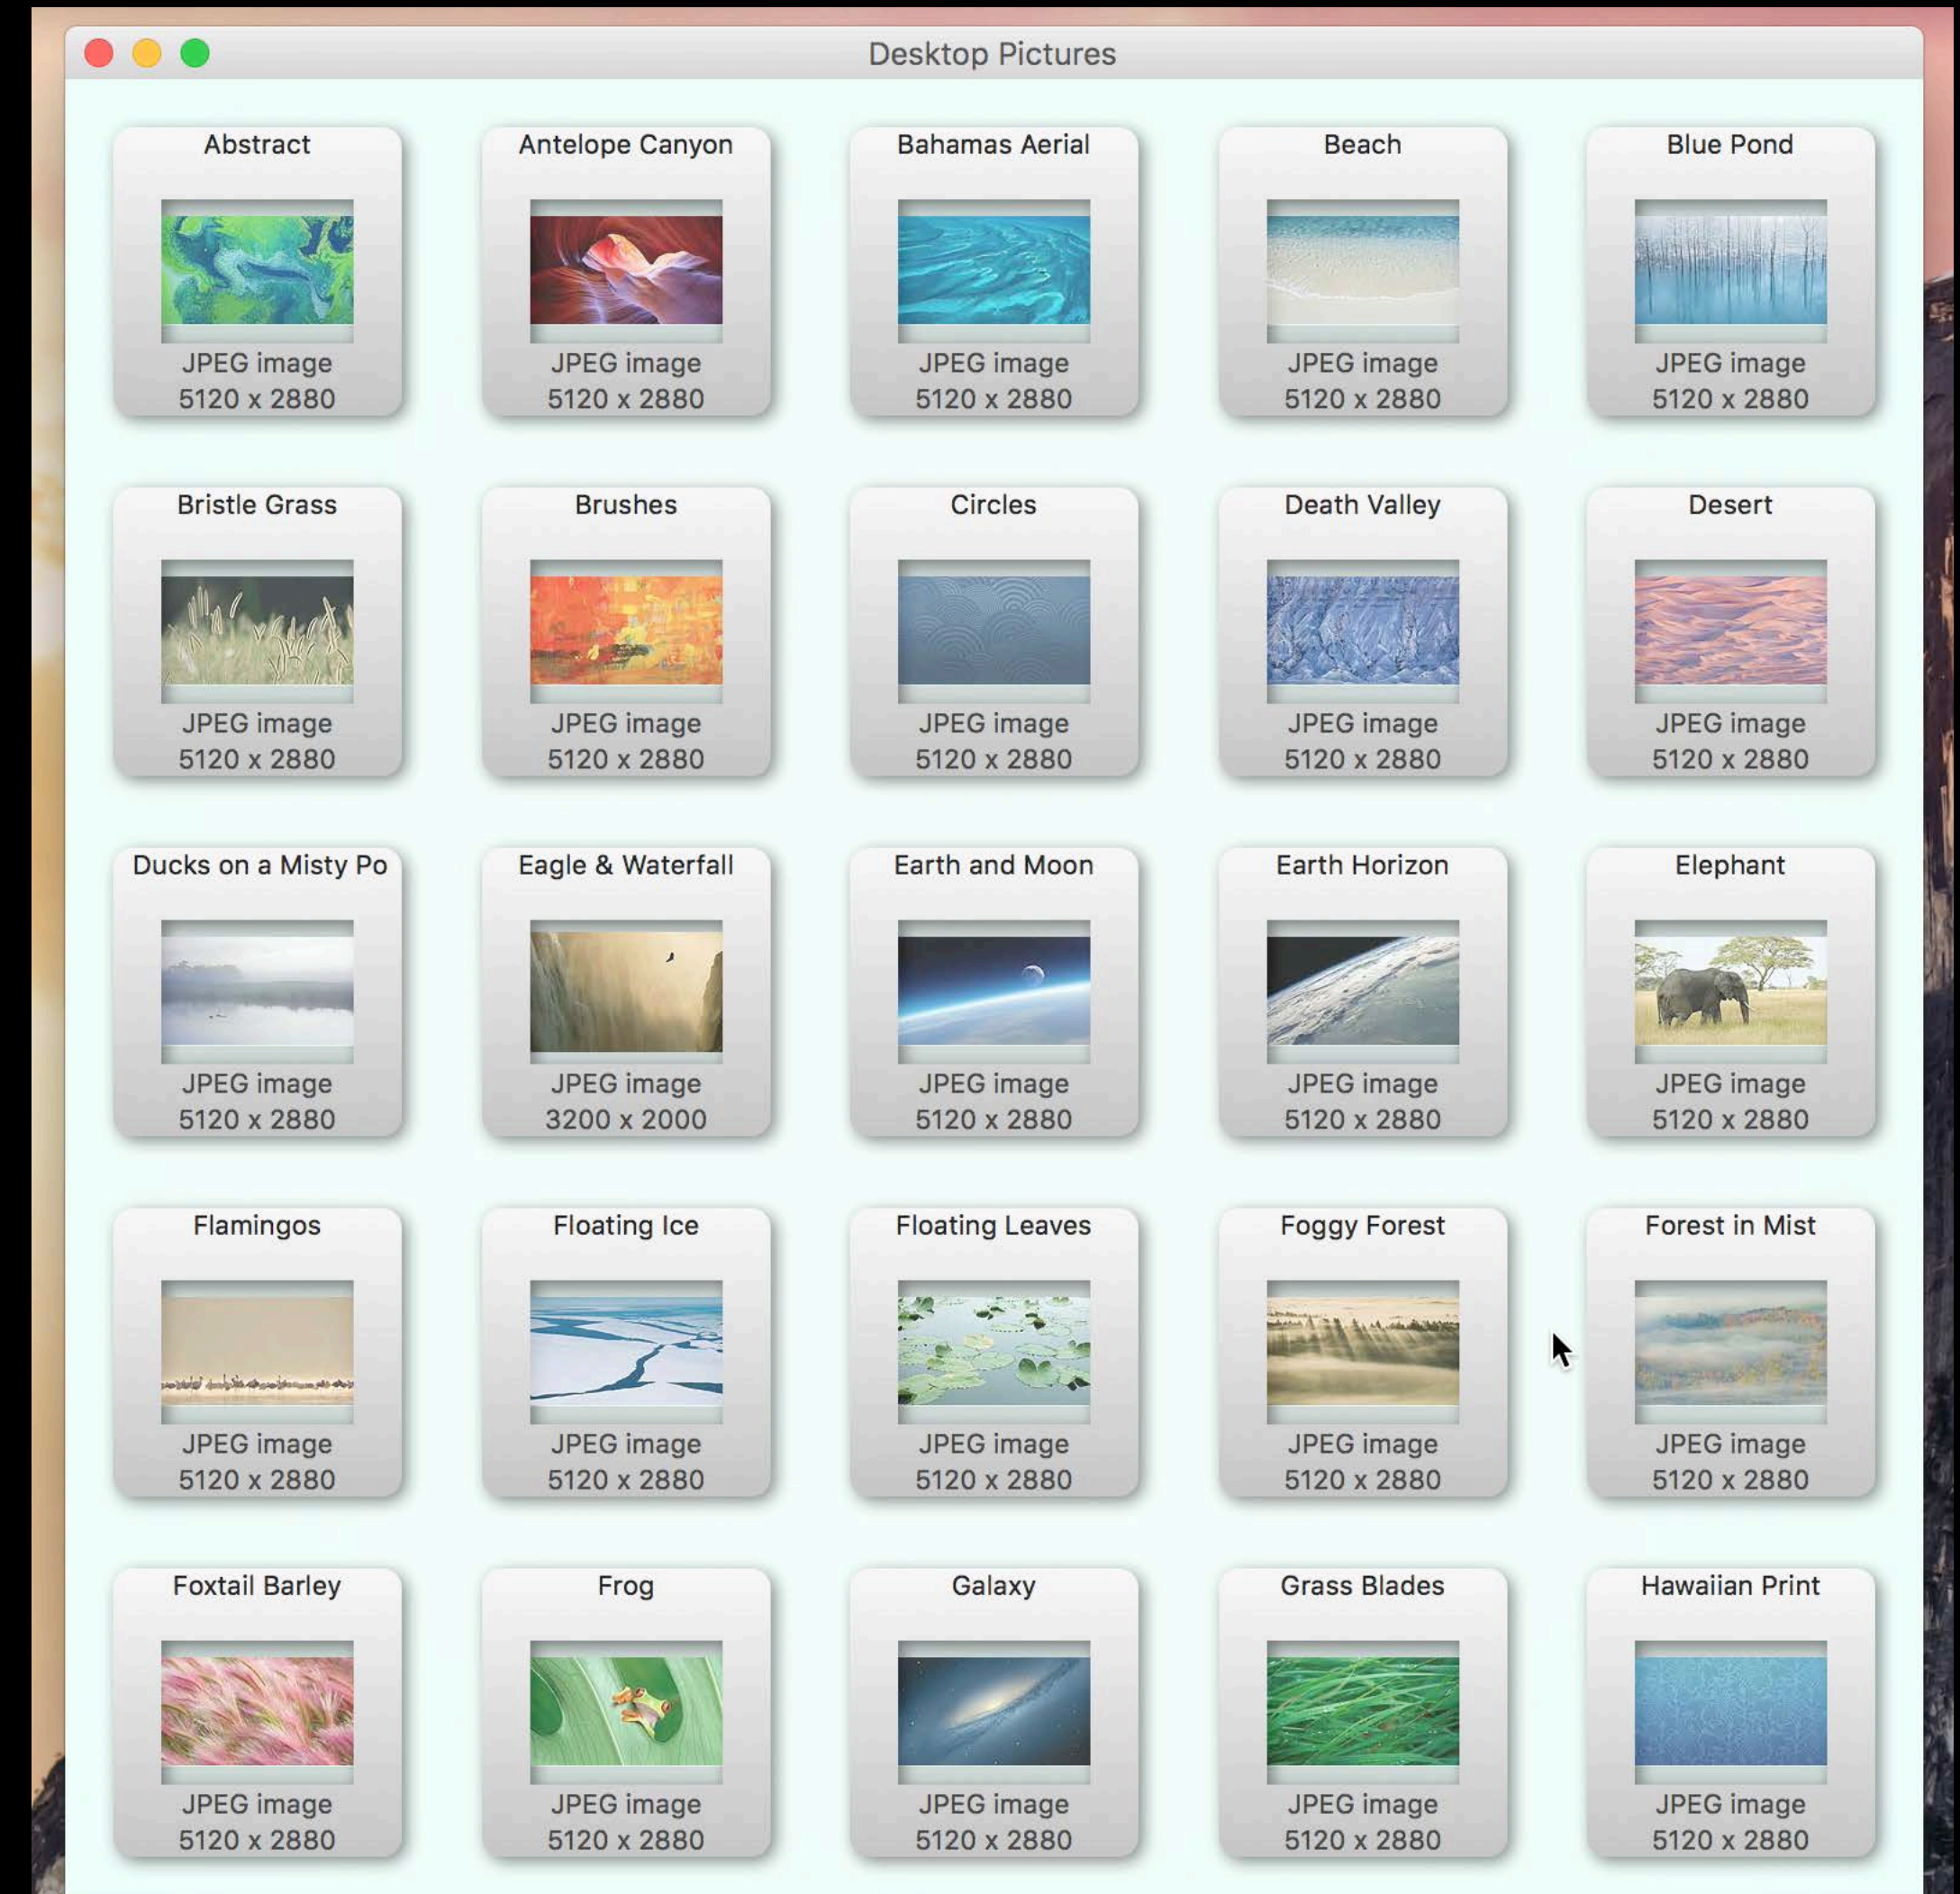 Desktop Pictures
Abstract
JPEG image
5120 x 2880
Antelope Canyon
JPEG image
5120 x 2880
Bahamas Aerial
JPEG image
5120 x 2880
Beach
JPEG image
5120 x 2880
Blue Pond
JPEG image
5120 x 2880
Bristle Grass
JPEG image
5120 x 2880
Brushes
JPEG image
5120 x 2880
Circles
JPEG image
5120 x 2880
Death Valley
JPEG image
5120 x 2880
Desert
JPEG image
5120 x 2880
Ducks on a Misty Po
JPEG image
5120 x 2880
Eagle & Waterfall
JPEG image
3200 x 2000
Earth and Moon
JPEG image
5120 x 2880
Earth Horizon
JPEG image
5120 x 2880
Elephant
JPEG image
5120 x 2880
Flamingos
JPEG image
5120 x 2880
Floating Ice
JPEG image
5120 x 2880
Floating Leaves
JPEG image
5120 x 2880
Foggy Forest
JPEG image
5120 x 2880
Forest in Mist
JPEG image
5120 x 2880
Foxtail Barley
JPEG image
5120 x 2880
Frog
JPEG image
5120 x 2880
Galaxy
JPEG image
5120 x 2880
Grass Blades
JPEG image
5120 x 2880
Hawaiian Print
JPEG image
5120 x 2880